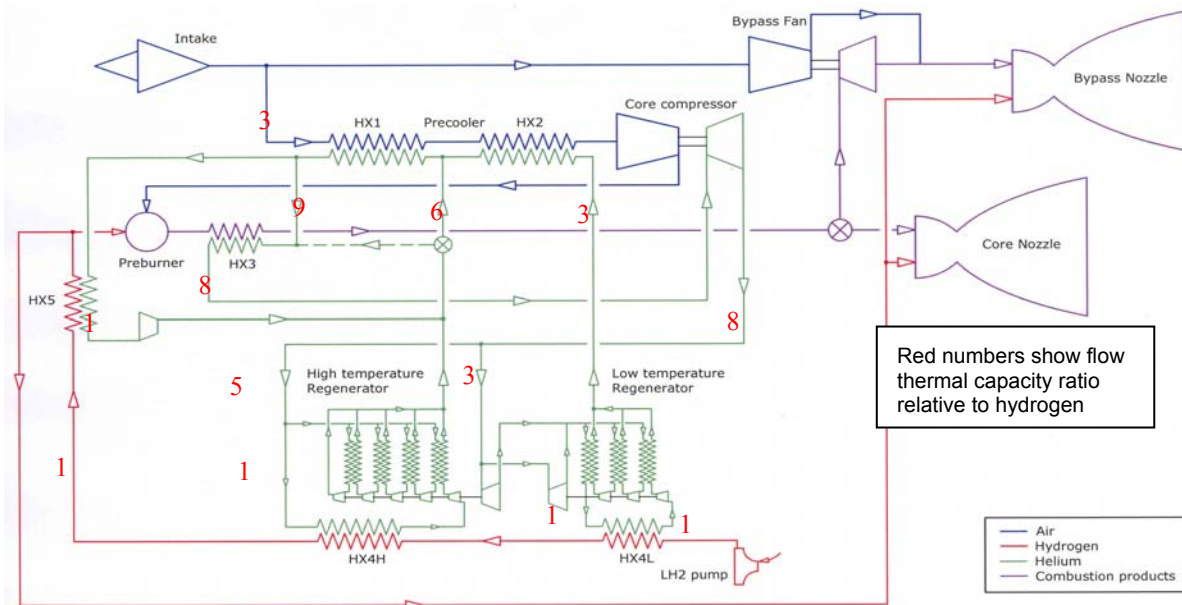 Intake
Bypass Fan
Bypass Nozzle
3
HX1
Precooler
HX2
Core compressor
9
6
3
Preburner
HX3
Core Nozzle
8
HX5
1
8
Red numbers show flow
thermal capacity ratio
relative to hydrogen
5
High temperature
Regenerator
3
Low temperature
Regenerator
1
1
1
1
HX4H
HX4L
LH2 pump
Air
Hydrogen
Helium
Combustion products